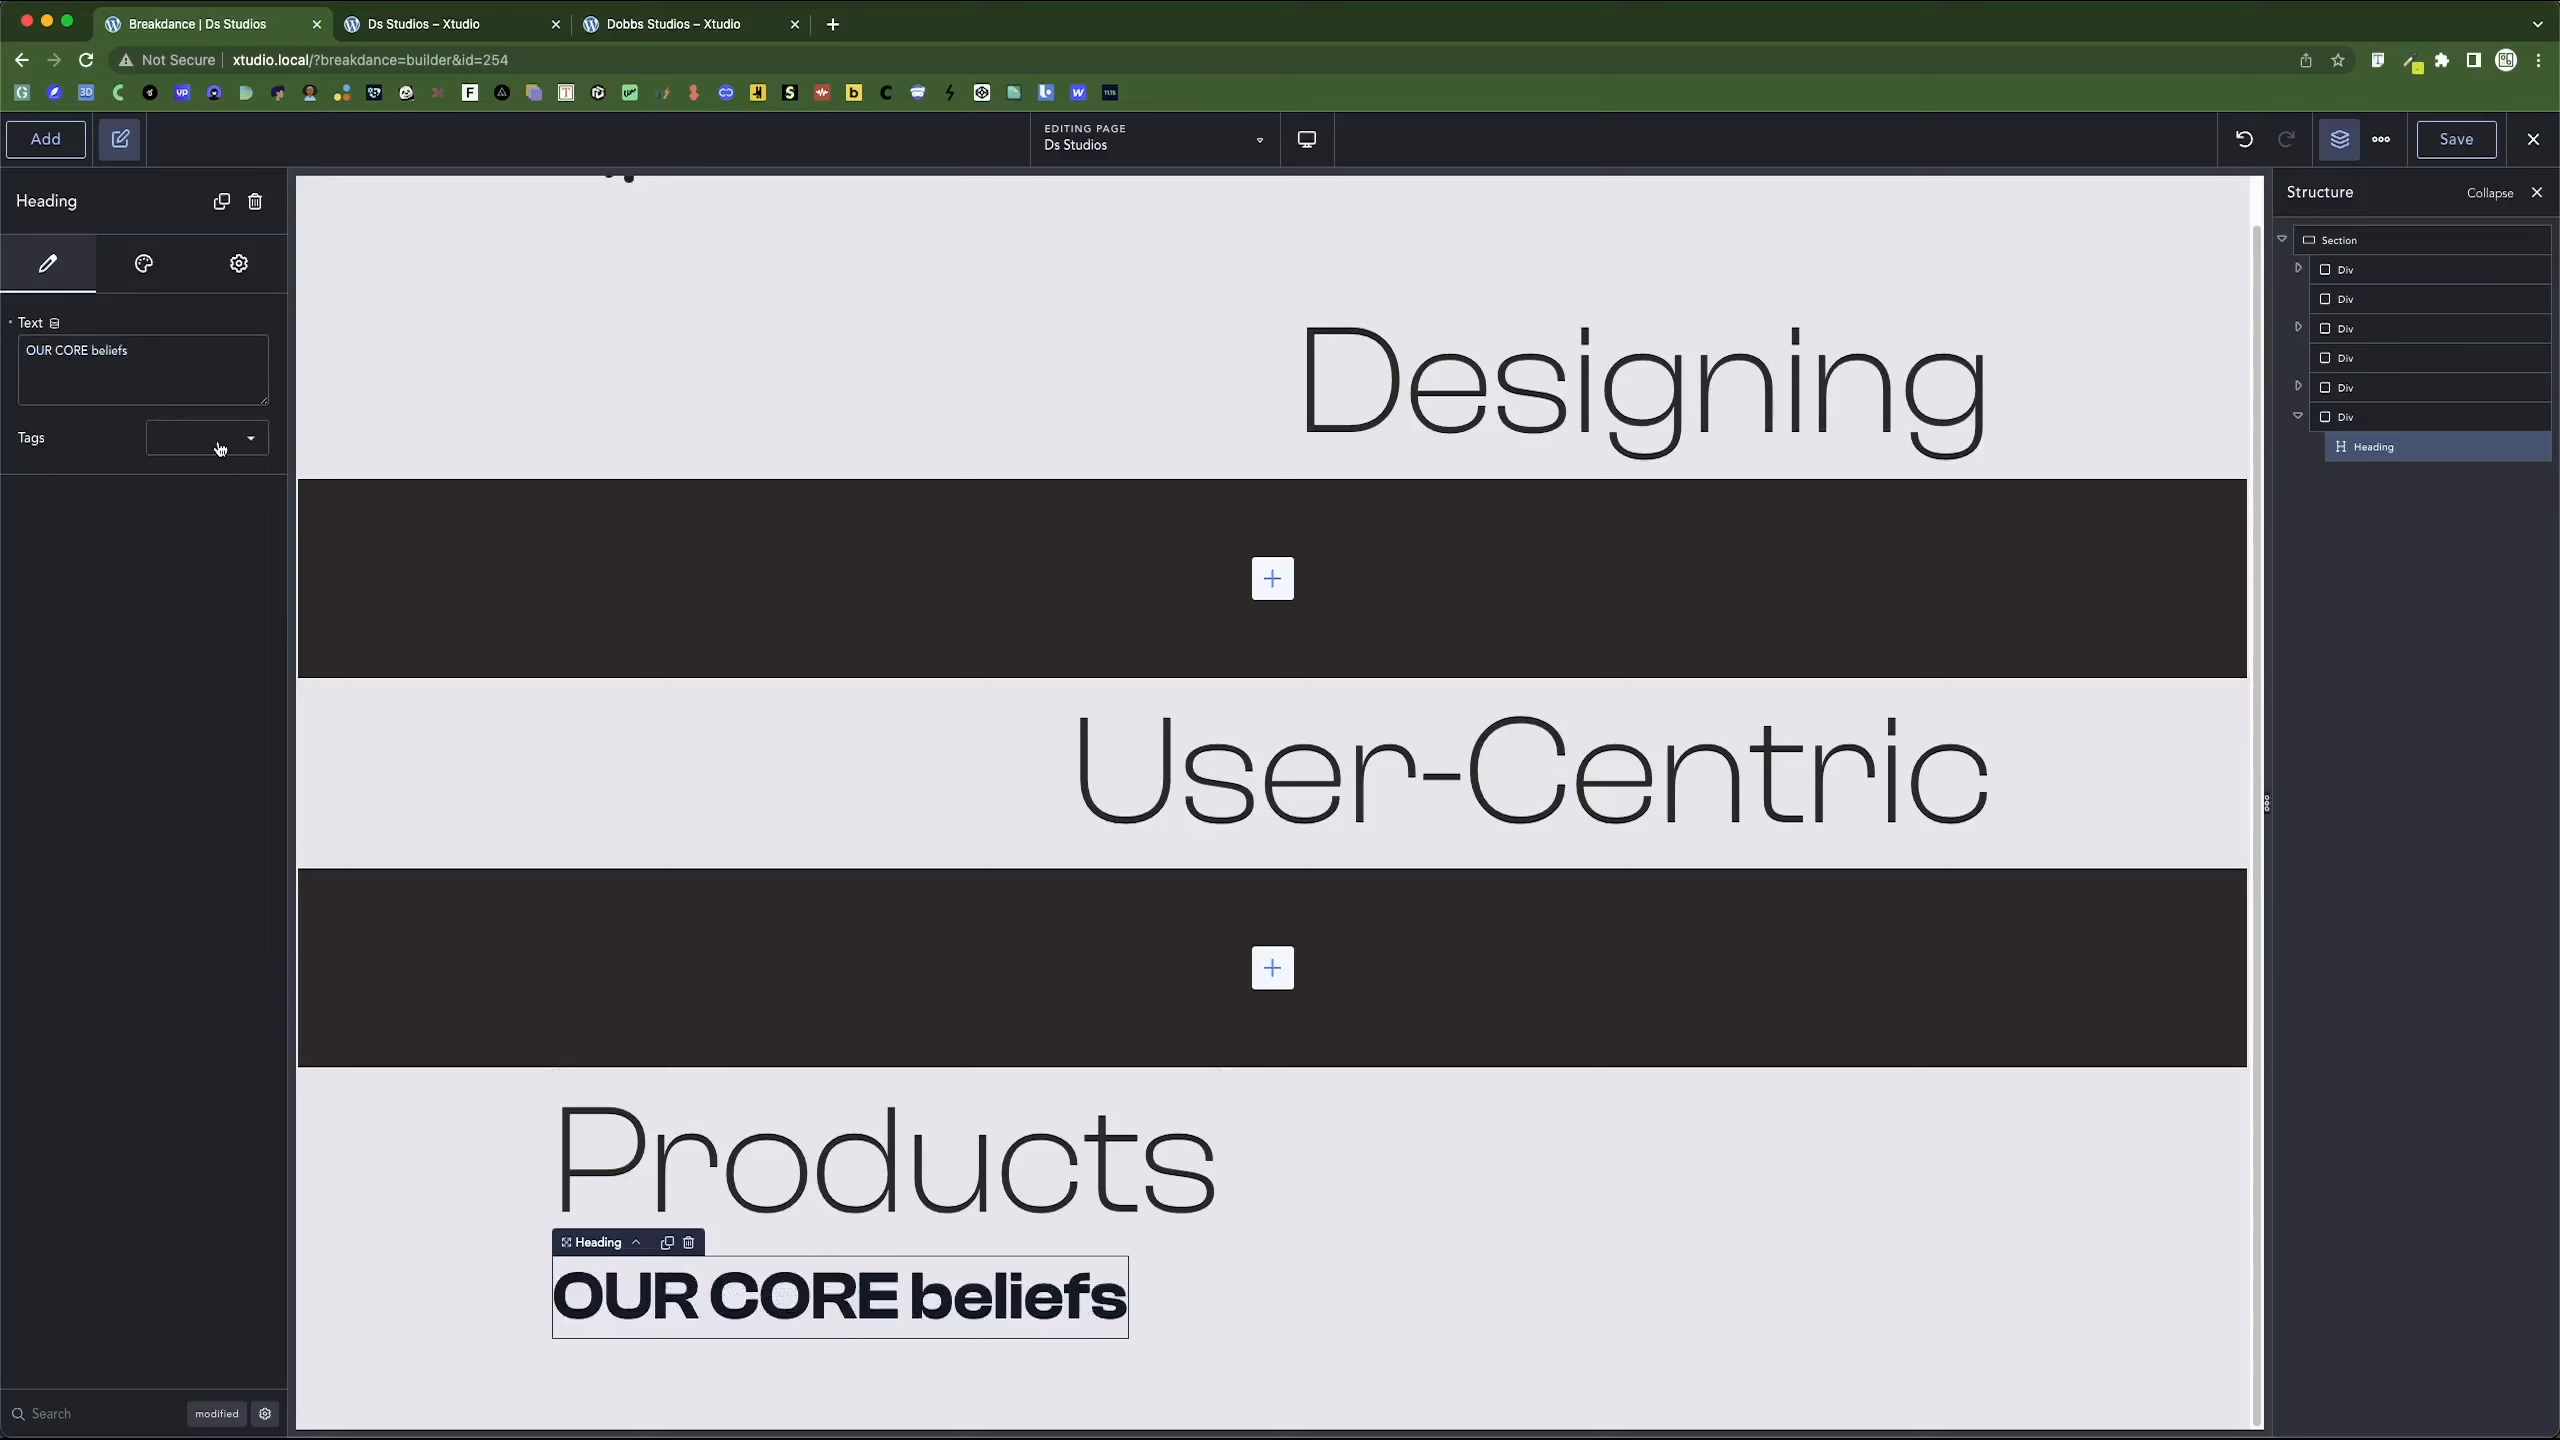 Breakdance | Ds Studios
Ds Studios – Xtudio
Dobbs Studios – Xtudio
Not Secure
xtudio.local/?breakdance=builder&id=254
Add
EDITING PAGE
Ds Studios
Save
Heading
Text
OUR CORE beliefs
Tags
Search
modified
Designing
User-Centric
Products
Heading
OUR CORE beliefs
Structure
Collapse
Section
Div
Div
Div
Div
Div
Div
Heading